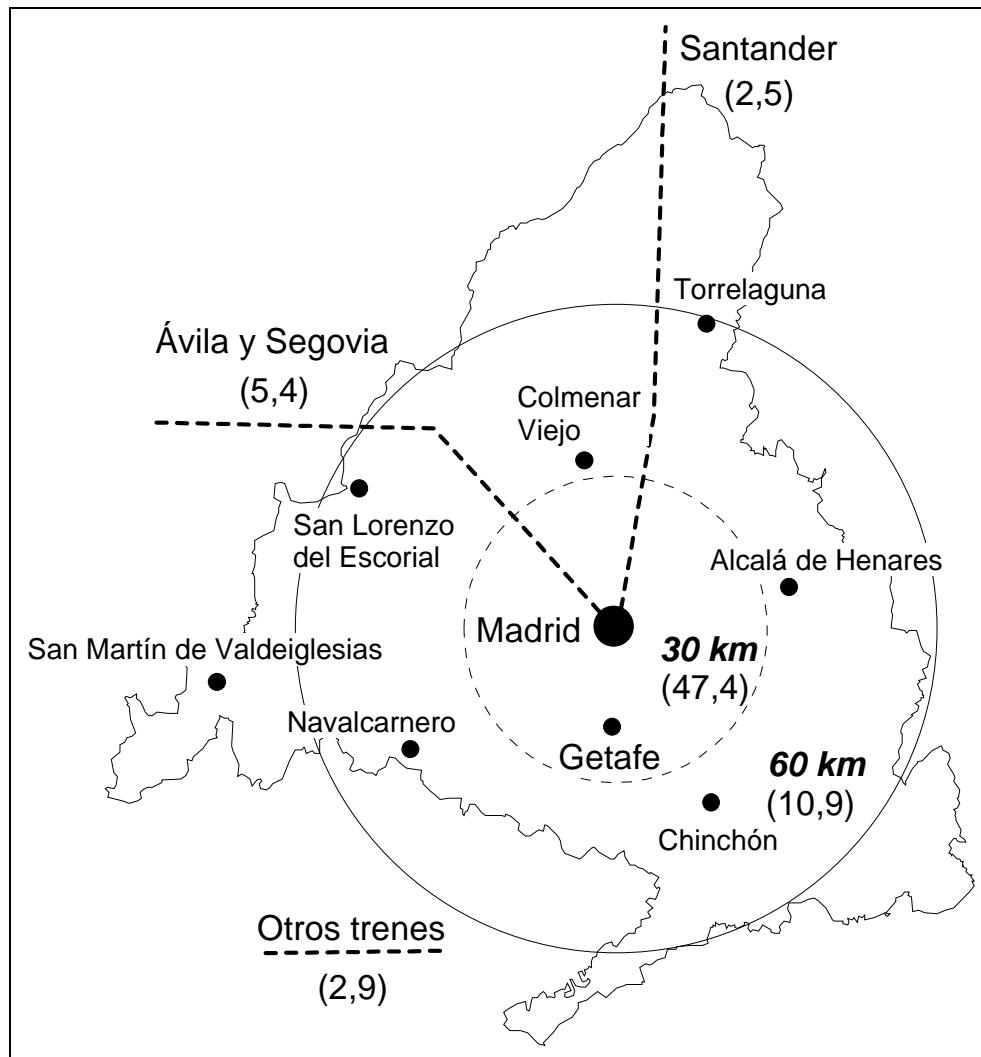 Santander
(2,5)
Torrelaguna
Ávila y Segovia
(5,4)
Colmenar
Viejo
San Lorenzo
del Escorial
Alcalá de Henares
Madrid
30 km
(47,4)
San Martín de Valdeiglesias
Navalcarnero
Getafe
60 km
(10,9)
Chinchón
Otros trenes
(2,9)